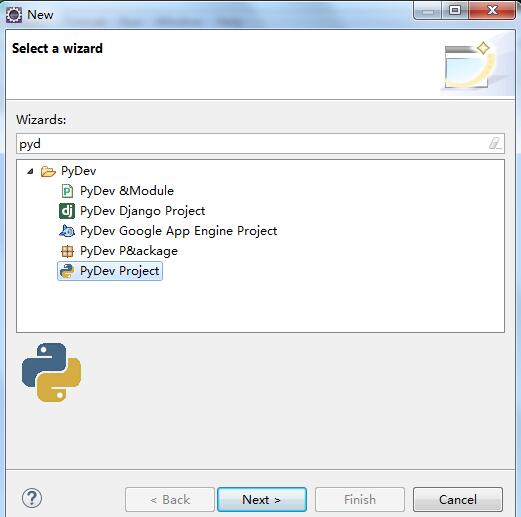 New
Select a wizard
Wizards:
pyd
PyDev
PyDev &Module
dj
PyDev Django Project
PyDev Google App Engine Project
PyDev P&ackage
PyDev Project
?
< Back
Next >
Finish
Cancel